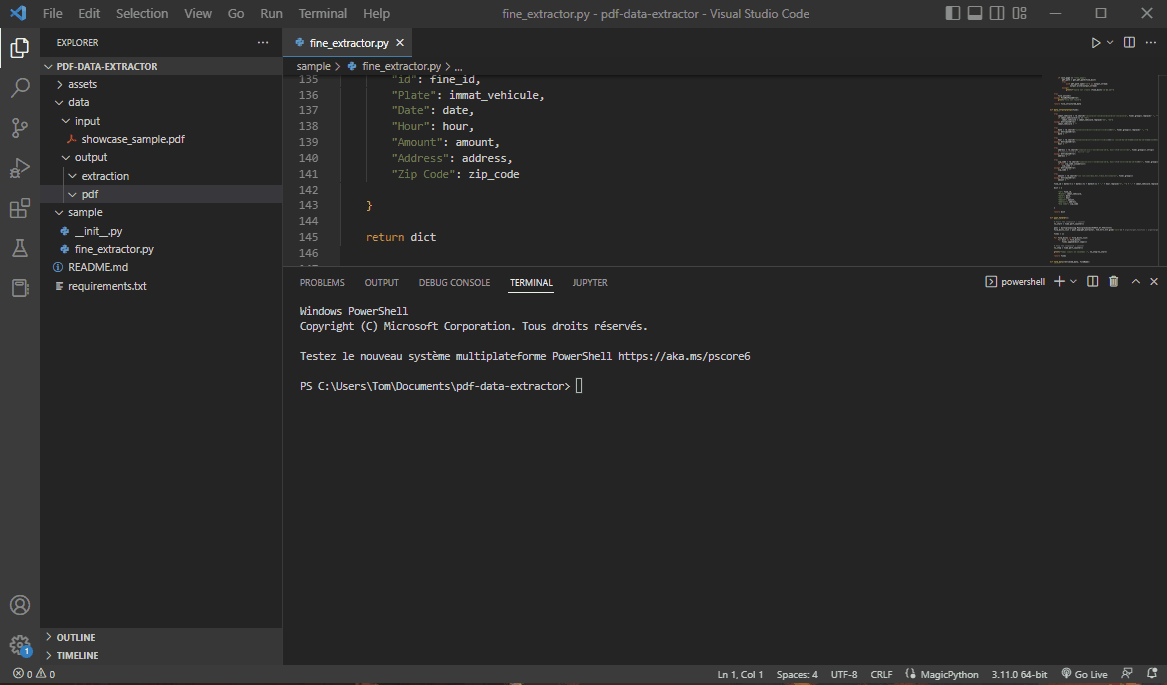 File Edit Selection View Go Run Terminal Help
fine_extractor.py - pdf-data-extractor - Visual Studio Code
EXPLORER
PDF-DATA-EXTRACTOR
assets
data
input
showcase_sample.pdf
output
extraction
pdf
sample
__init__.py
fine_extractor.py
README.md
requirements.txt
OUTLINE
TIMELINE
fine_extractor.py
sample > fine_extractor.py > ...
135 "id": fine_id,
136 "Plate": immat_vehicule,
137 "Date": date,
138 "Hour": hour,
139 "Amount": amount,
140 "Address": address,
141 "Zip Code": zip_code
142
143 }
144
145 return dict
146
147
PROBLEMS OUTPUT DEBUG CONSOLE TERMINAL JUPYTER
powershell
Windows PowerShell
Copyright (C) Microsoft Corporation. Tous droits réservés.
Testez le nouveau système multiplateforme PowerShell https://aka.ms/pscore6
PS C:\Users\Tom\Documents\pdf-data-extractor>
1
0 0
Ln 1, Col 1 Spaces: 4 UTF-8 CRLF MagicPython 3.11.0 64-bit Go Live